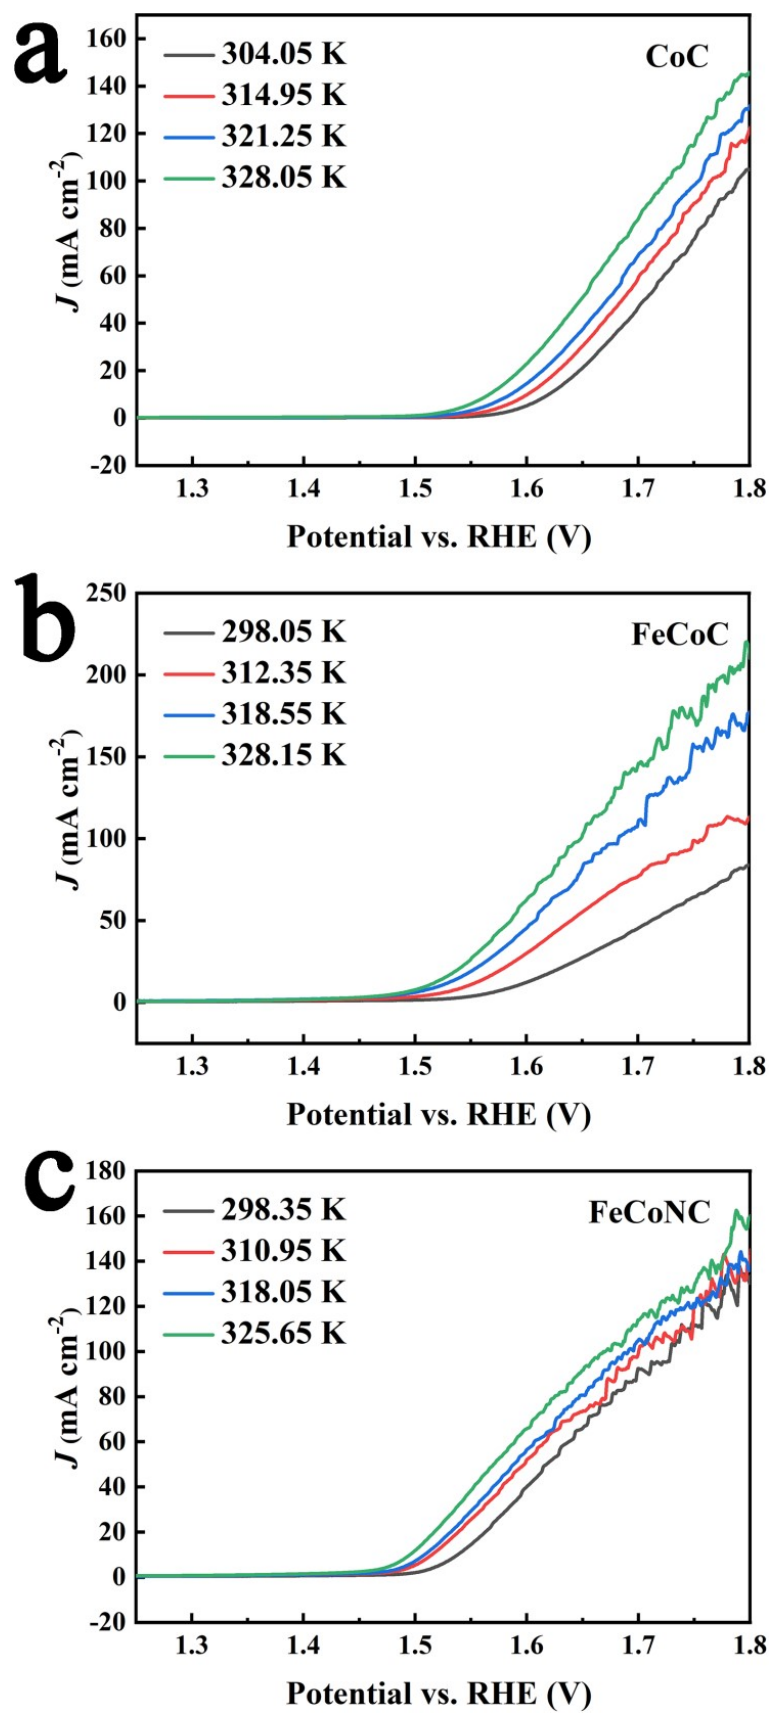 a
CoC
304.05 K
314.95 K
321.25 K
328.05 K
160
140
120
100
80
60
40
20
0
-20
J (mA cm-2)
1.3 1.4 1.5 1.6 1.7 1.8
Potential vs. RHE (V)
b
FeCoC
298.05 K
312.35 K
318.55 K
328.15 K
250
200
150
100
50
0
J (mA cm-2)
1.3 1.4 1.5 1.6 1.7 1.8
Potential vs. RHE (V)
c
FeCoNC
298.35 K
310.95 K
318.05 K
325.65 K
180
160
140
120
100
80
60
40
20
0
-20
J (mA cm-2)
1.3 1.4 1.5 1.6 1.7 1.8
Potential vs. RHE (V)